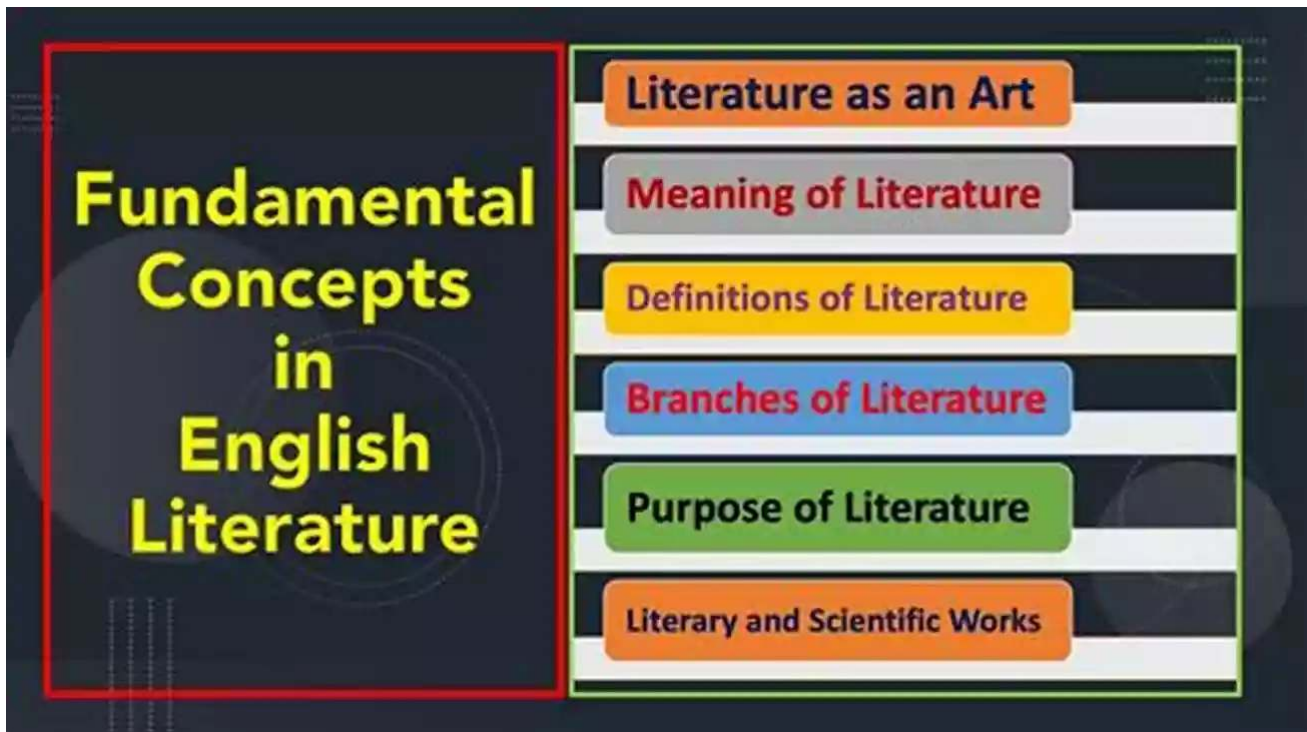 Fundamental
Concepts
in
English
Literature
Literature as an Art
Meaning of Literature
Definitions of Literature
Branches of Literature
Purpose of Literature
Literary and Scientific Works